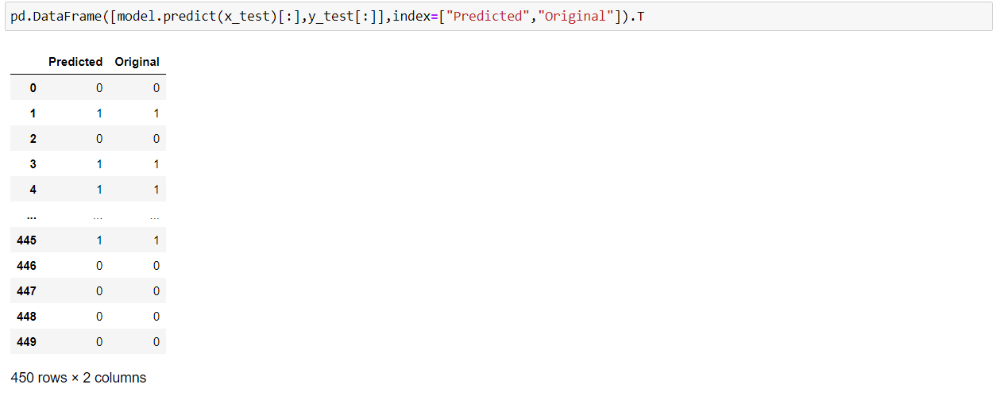 pd.DataFrame([model.predict(x_test)[:],y_test[:]],index=["Predicted","Original"]).T
Predicted Original
0 0 0
1 1 1
2 0 0
3 1 1
4 1 1
... ... ...
445 1 1
446 0 0
447 0 0
448 0 0
449 0 0
450 rows × 2 columns